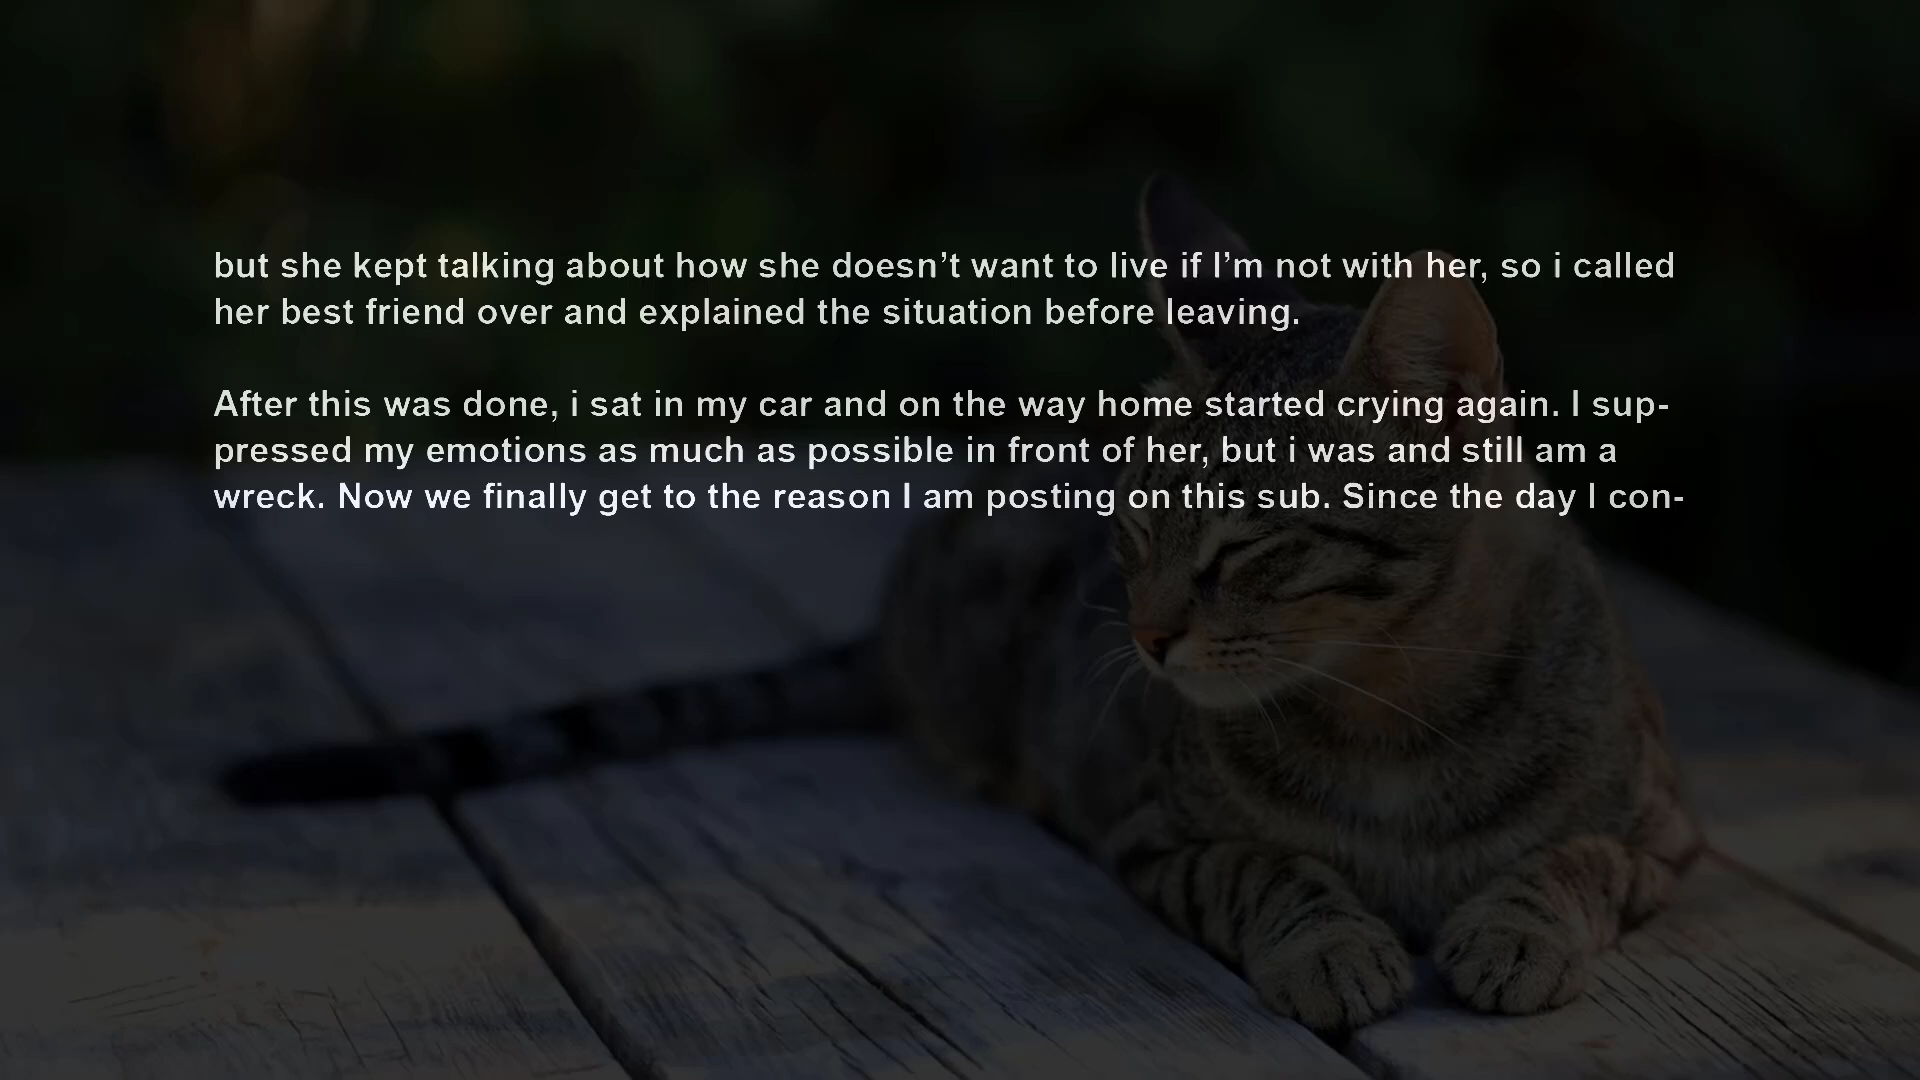 but she kept talking about how she doesn’t want to live if I’m not with her, so i called
her best friend over and explained the situation before leaving.
After this was done, i sat in my car and on the way home started crying again. I sup-
pressed my emotions as much as possible in front of her, but i was and still am a
wreck. Now we finally get to the reason I am posting on this sub. Since the day I con-